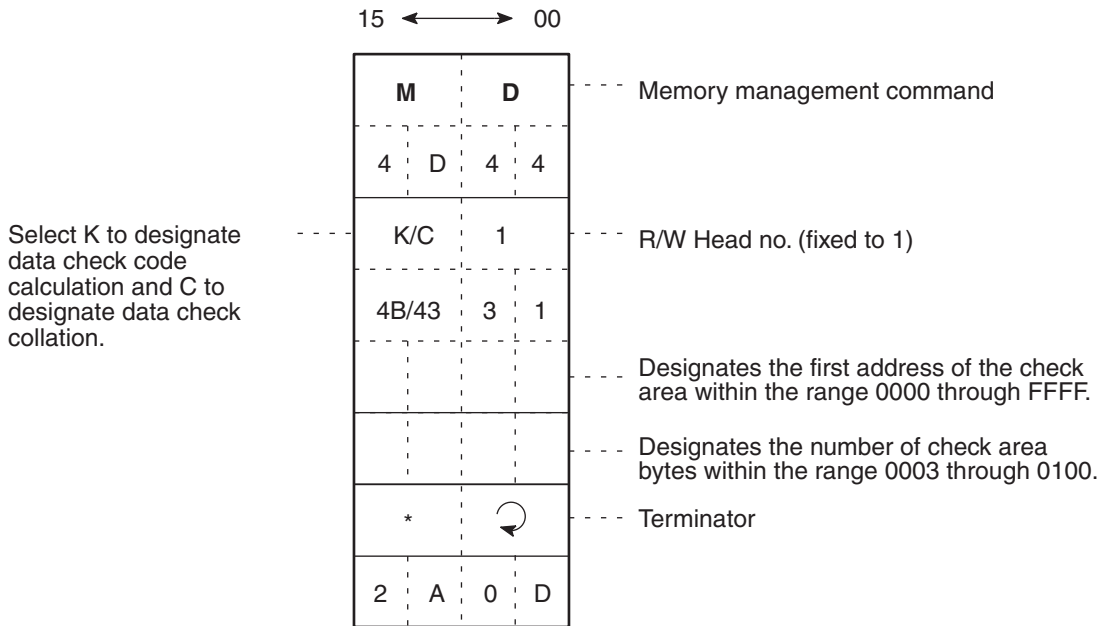 15 00
M D Memory management command
4 D 4 4
Select K to designate
data check code
calculation and C to
designate data check
collation.
K/C 1 R/W Head no. (fixed to 1)
4B/43 3 1
Designates the first address of the check
area within the range 0000 through FFFF.
Designates the number of check area
bytes within the range 0003 through 0100.
* Terminator
2 A 0 D